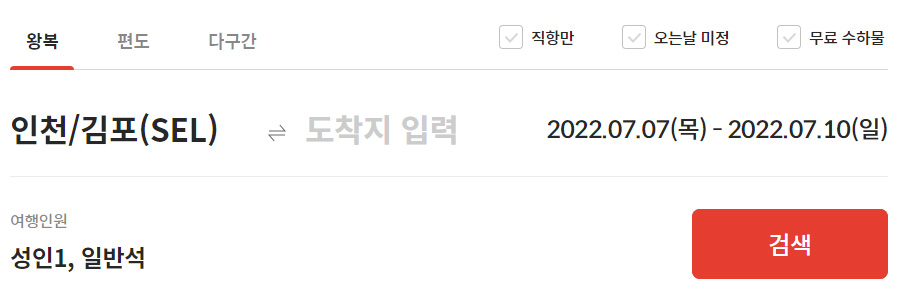 왕복 편도 다구간 직항만 오는날 미정 무료 수하물
인천/김포(SEL) 도착지 입력 2022.07.07(목) - 2022.07.10(일)
여행인원
성인1, 일반석
검색